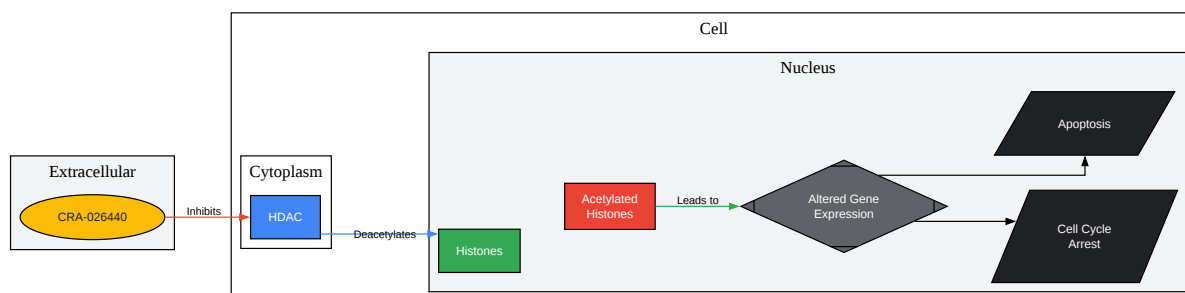 Cell
Nucleus
Extracellular
CRA-026440
Inhibits
Cytoplasm
HDAC
Deacetylates
Histones
Acetylated
Histones
Leads to
Altered Gene
Expression
Apoptosis
Cell Cycle
Arrest